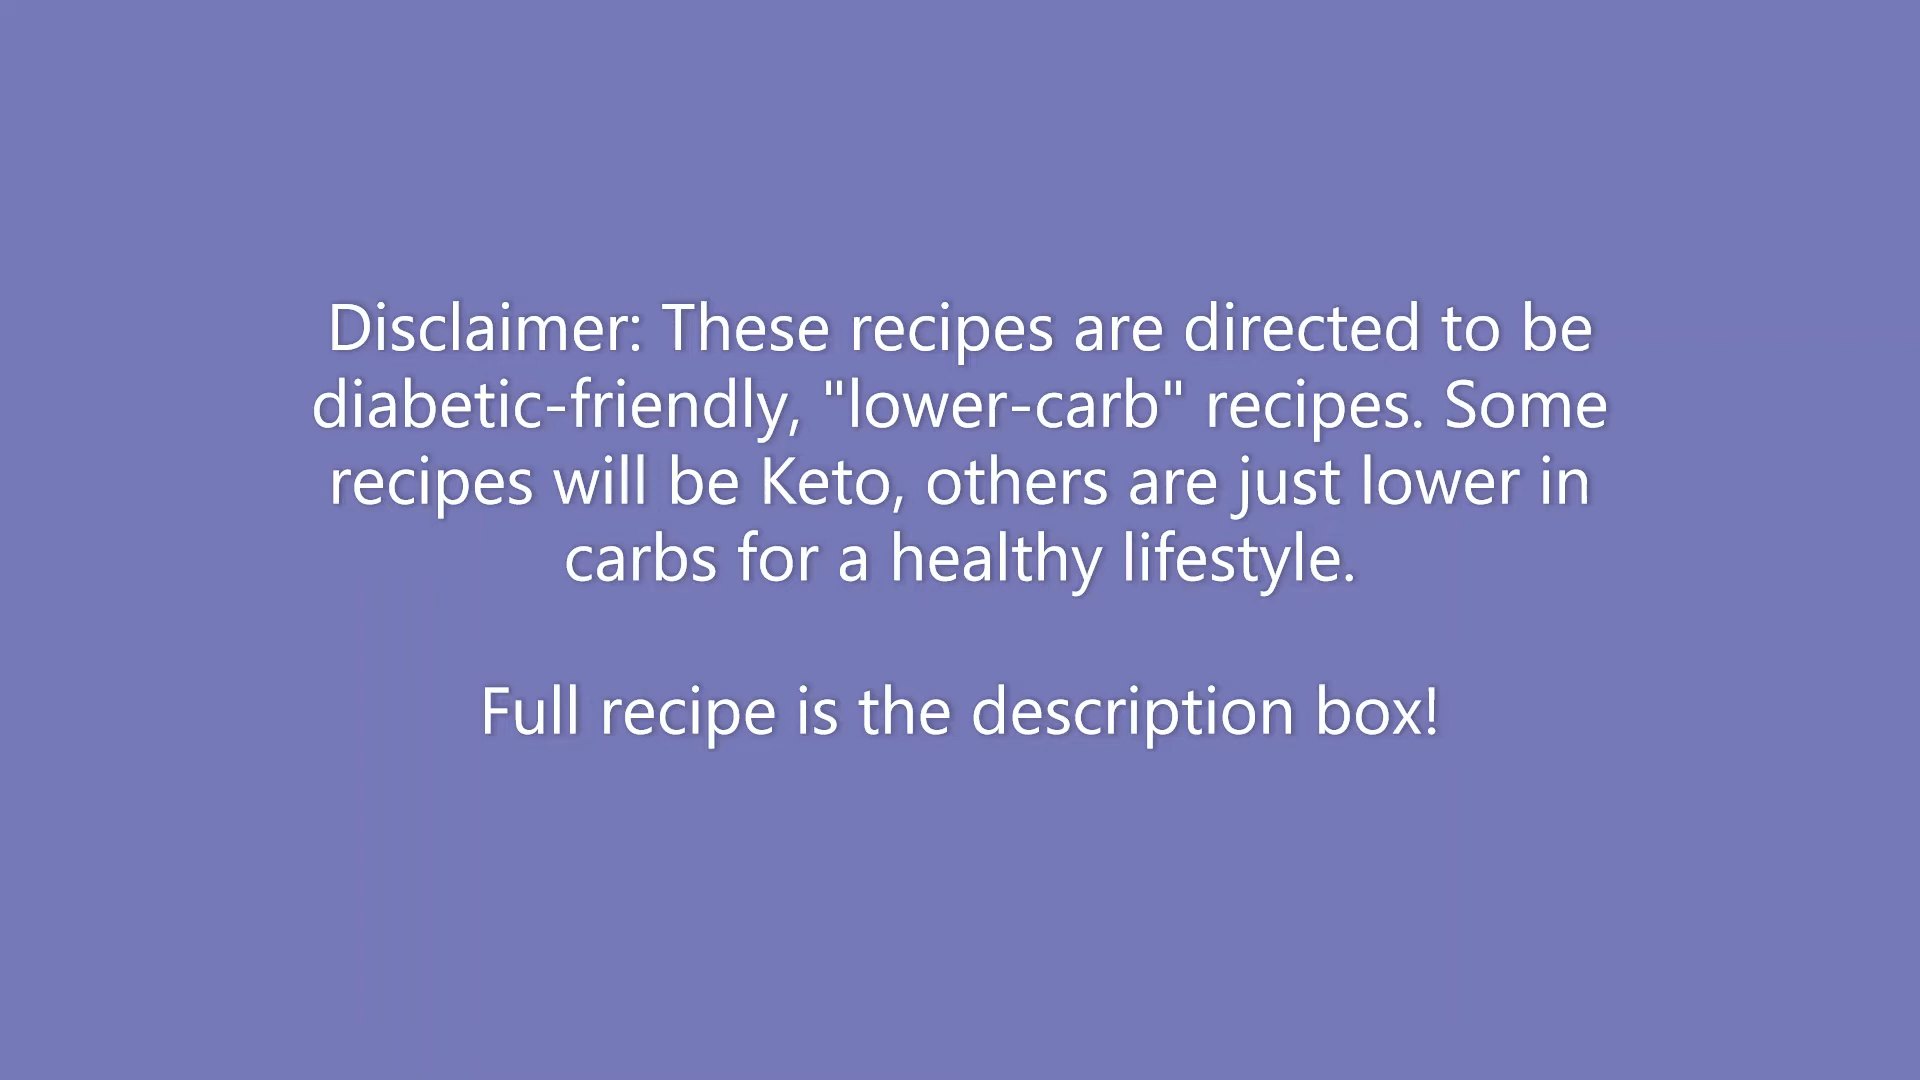 Disclaimer: These recipes are directed to be
diabetic-friendly, "lower-carb" recipes. Some
recipes will be Keto, others are just lower in
carbs for a healthy lifestyle.
Full recipe is the description box!